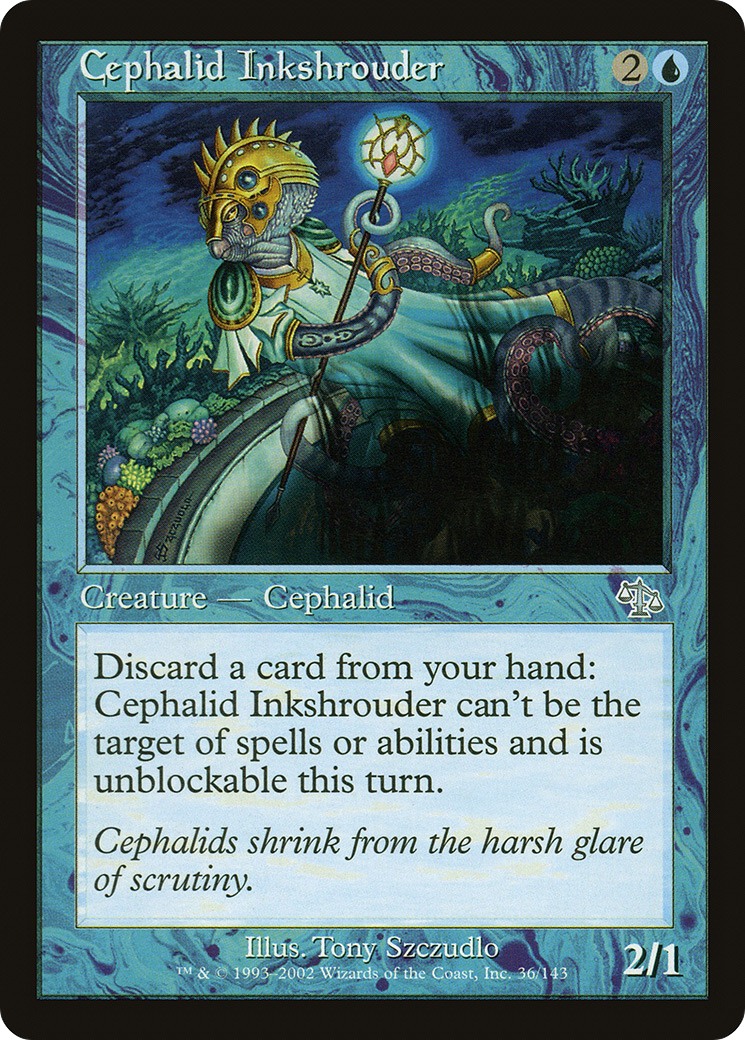 Cephalid Inkshrouder 2
Creature — Cephalid
Discard a card from your hand:
Cephalid Inkshrouder can't be the
target of spells or abilities and is
unblockable this turn.
Cephalids shrink from the harsh glare
of scrutiny.
Illus. Tony Szczudlo
™ & © 1993–2002 Wizards of the Coast, Inc. 36/143
2/1